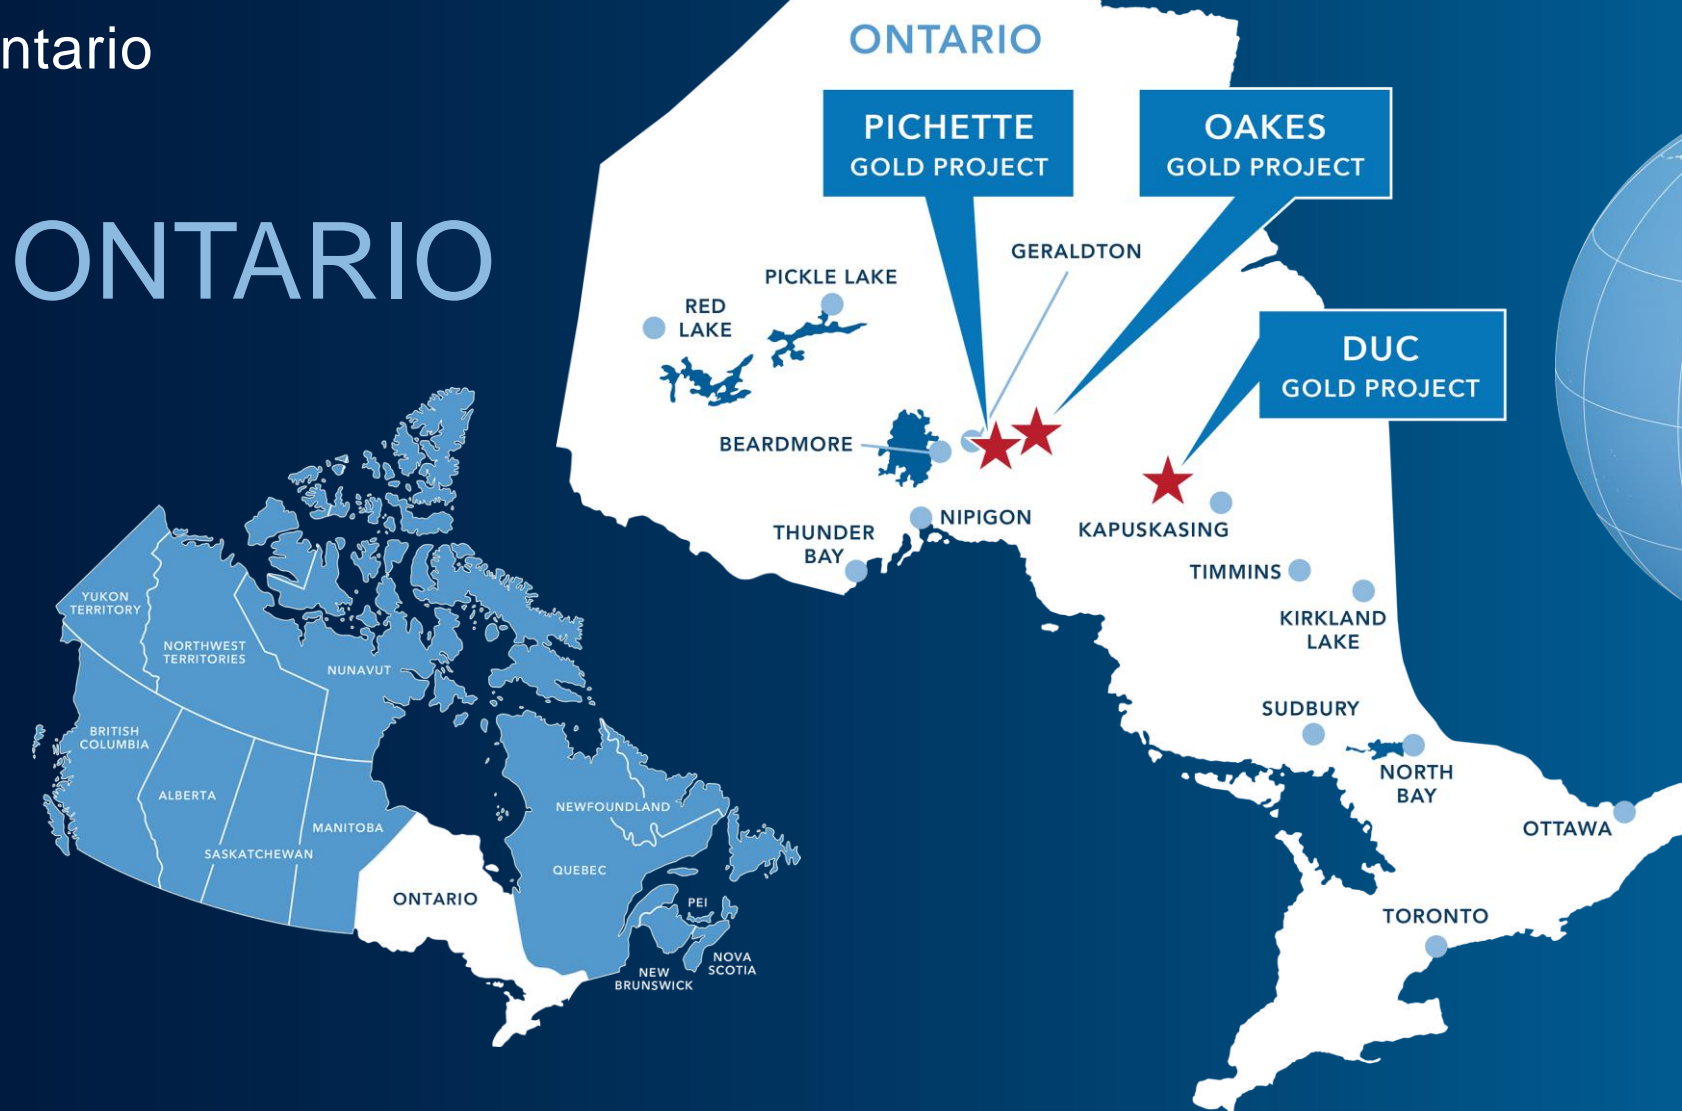 ntario
ONTARIO
ONTARIO
PICHETTE
GOLD PROJECT
OAKES
GOLD PROJECT
GERALDTON
PICKLE LAKE
RED
LAKE
DUC
GOLD PROJECT
BEARDMORE
NIPIGON
THUNDER
BAY
KAPUSKASING
TIMMINS
KIRKLAND
LAKE
SUDBURY
NORTH
BAY
OTTAWA
TORONTO
YUKON
TERRITORY
NORTHWEST
TERRITORIES
NUNAVUT
BRITISH
COLUMBIA
ALBERTA
SASKATCHEWAN
MANITOBA
ONTARIO
NEWFOUNDLAND
QUEBEC
PEI
NOVA
SCOTIA
NEW
BRUNSWICK